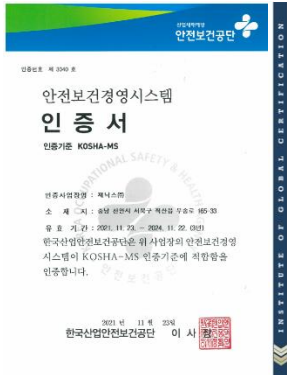 산업재해예방
안전보건공단
인증번호 제 3340 호
안전보건경영시스템
인 증 서
인증기준 KOSHA-MS
인증사업장명 : 제닉스㈜
소 재 지 : 충남 천안시 서북구 직산읍 부송로 165-33
유 효 기 간 : 2021. 11. 23. ~ 2024. 11. 22. (3년)
한국산업안전보건공단은 위 사업장의 안전보건경영
시스템이 KOSHA-MS 인증기준에 적합함을
인증합니다.
2021 년 11 월 23일
한국산업안전보건공단 이 사 장
INSTITUTE OF GLOBAL CERTIFICATION